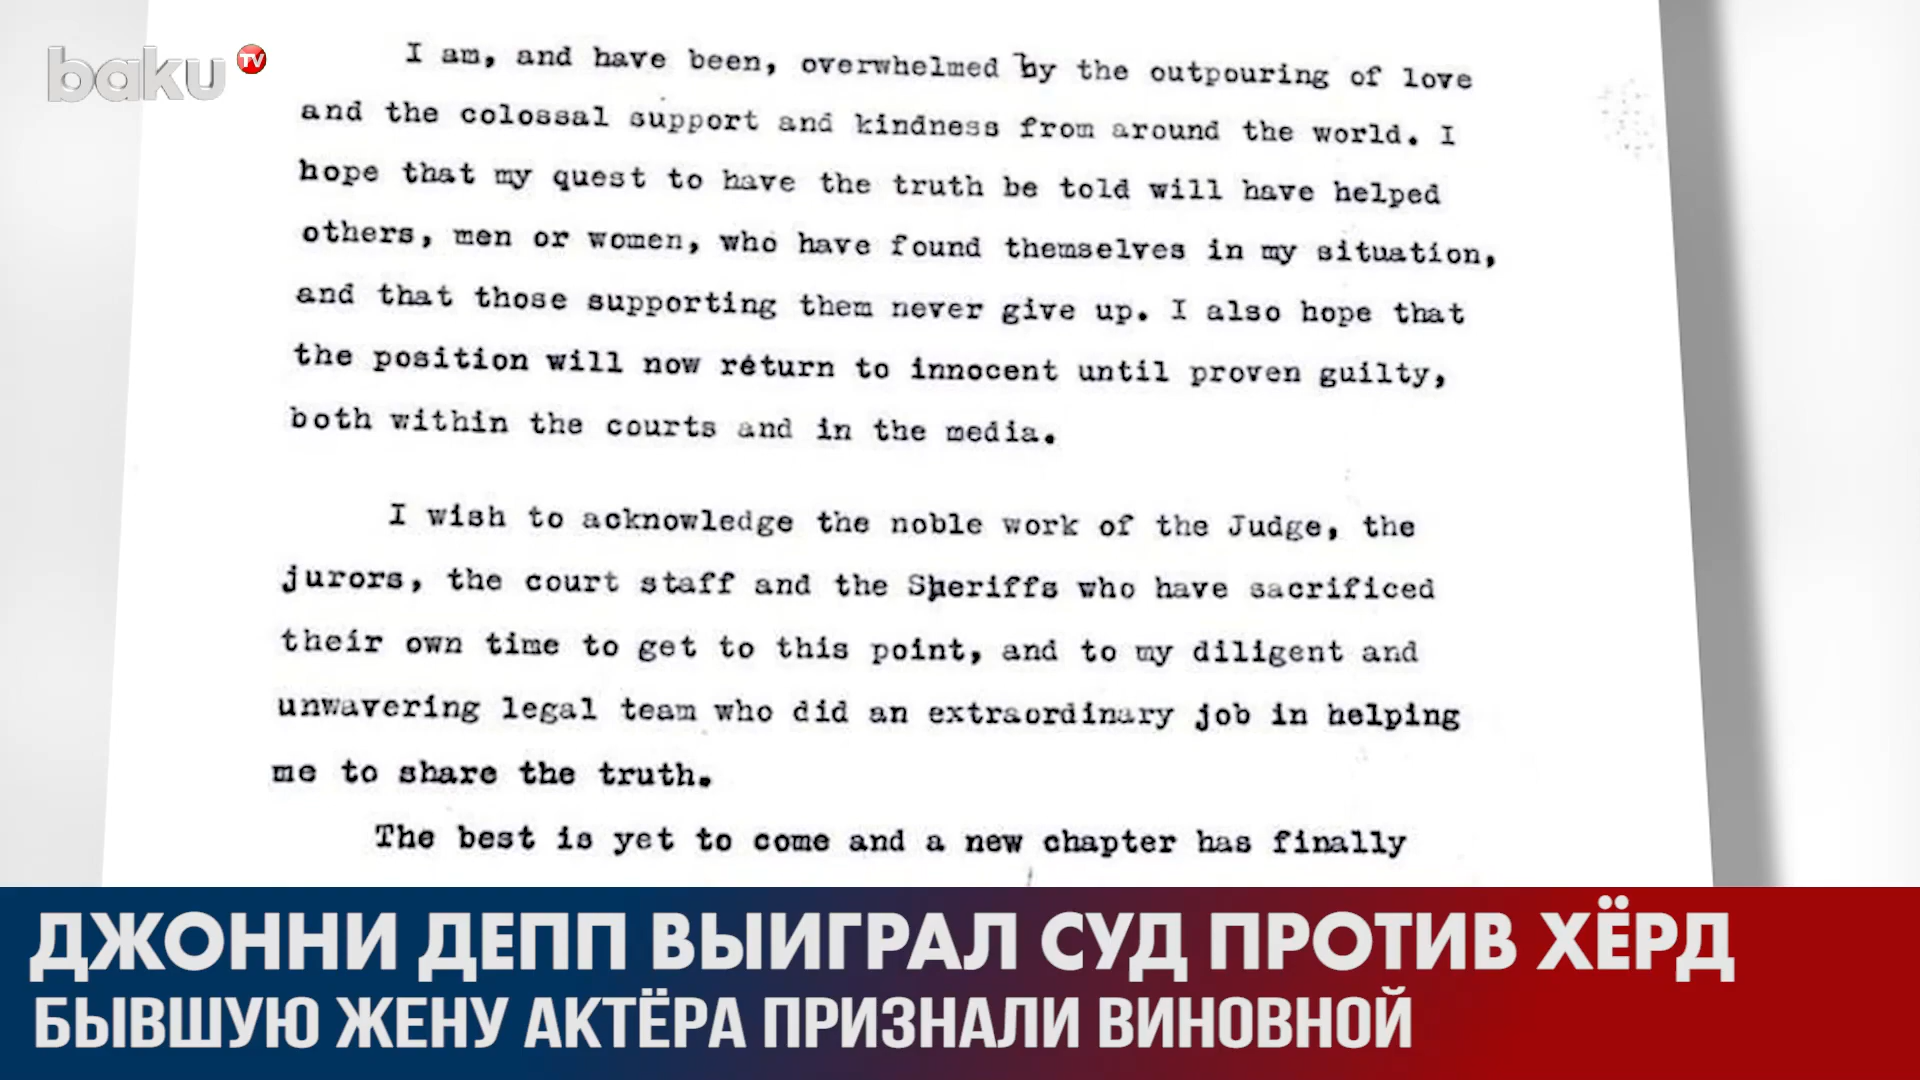 baku TV
I am, and have been, overwhelmed by the outpouring of love
and the colossal support and kindness from around the world. I
hope that my quest to have the truth be told will have helped
others, men or women, who have found themselves in my situation,
and that those supporting them never give up. I also hope that
the position will now return to innocent until proven guilty,
both within the courts and in the media.
I wish to acknowledge the noble work of the Judge, the
jurors, the court staff and the Sheriffs who have sacrificed
their own time to get to this point, and to my diligent and
unwavering legal team who did an extraordinary job in helping
me to share the truth.
The best is yet to come and a new chapter has finally
ДЖОННИ ДЕПП ВЫИГРАЛ СУД ПРОТИВ ХЁРД
БЫВШУЮ ЖЕНУ АКТЁРА ПРИЗНАЛИ ВИНОВНОЙ